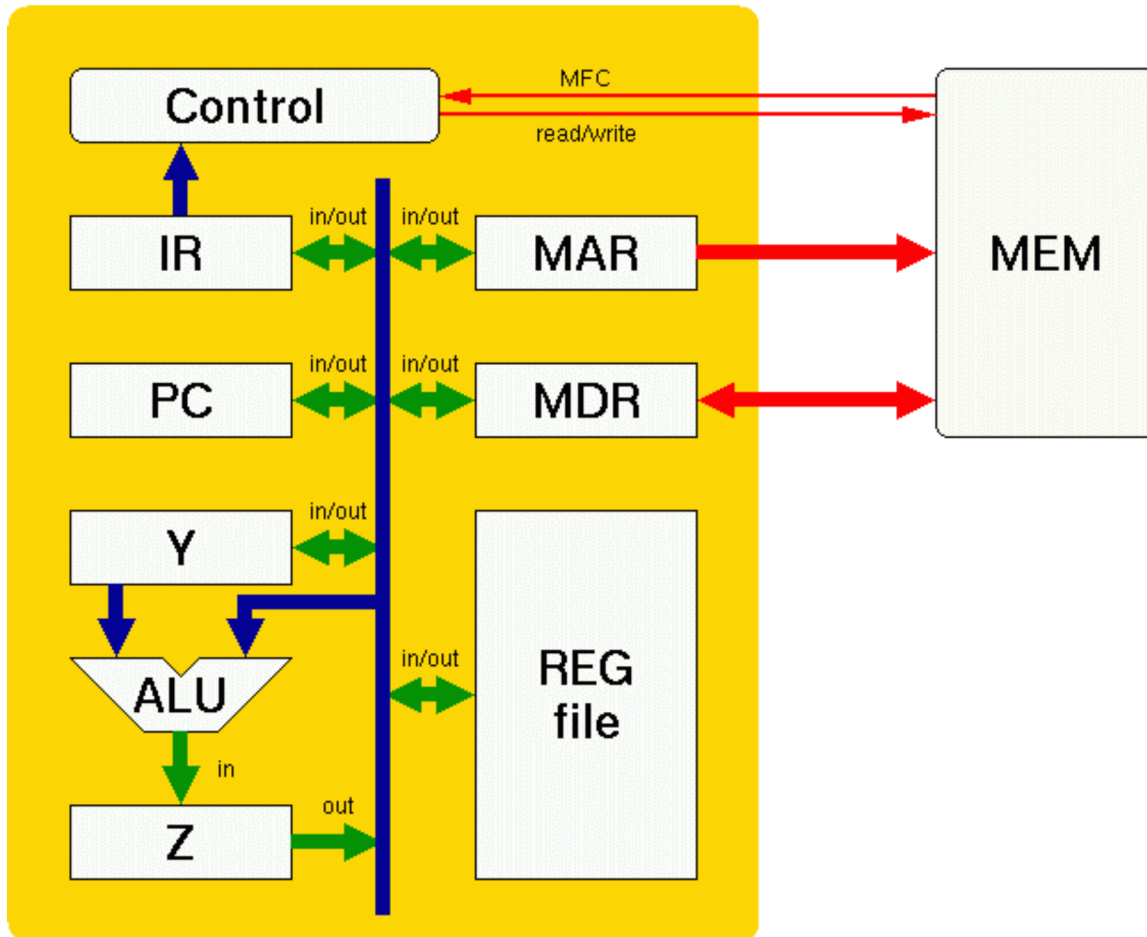 MFC
Control
read/write
in/out
in/out
IR
MAR
MEM
in/out
in/out
PC
MDR
in/out
Y
in/out
REG
file
ALU
in
out
Z